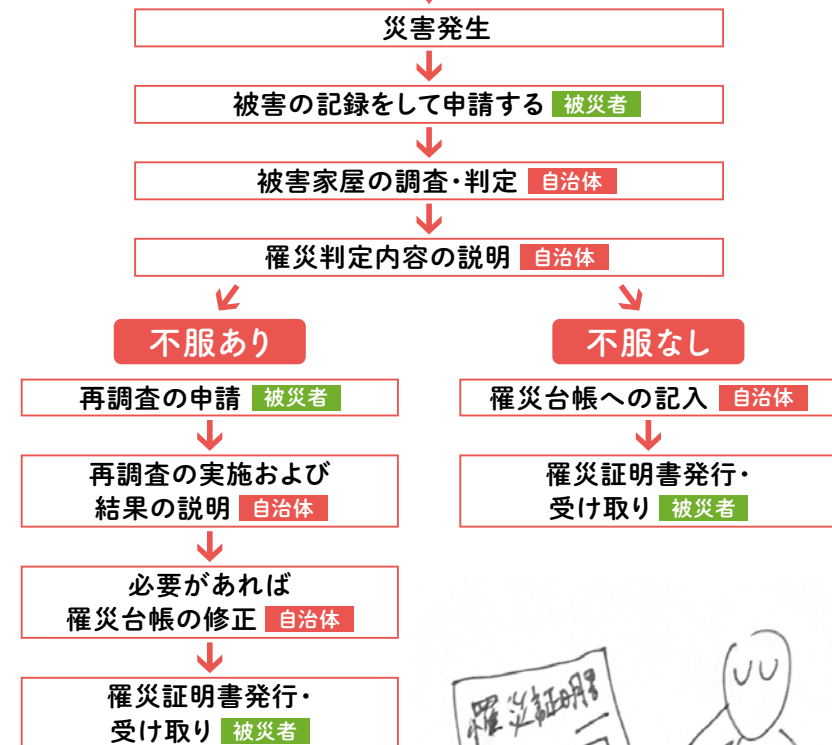 災害発生
被害の記録をして申請する 被災者
被害家屋の調査・判定 自治体
罹災判定内容の説明 自治体
不服あり
再調査の申請 被災者
再調査の実施および
結果の説明 自治体
必要があれば
罹災台帳の修正 自治体
罹災証明書発行・
受け取り 被災者
不服なし
罹災台帳への記入 自治体
罹災証明書発行・
受け取り 被災者
罹災証明書